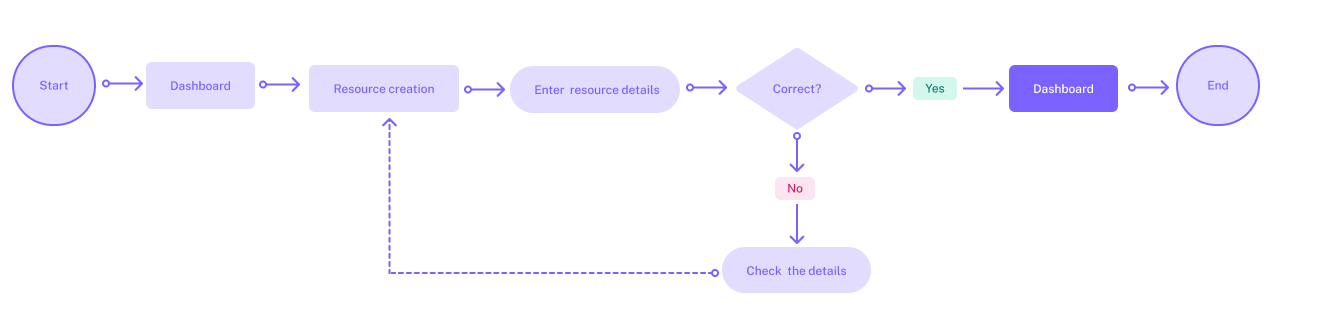 Start
Dashboard
Resource creation
Enter resource details
Correct?
Yes
Dashboard
End
No
Check the details